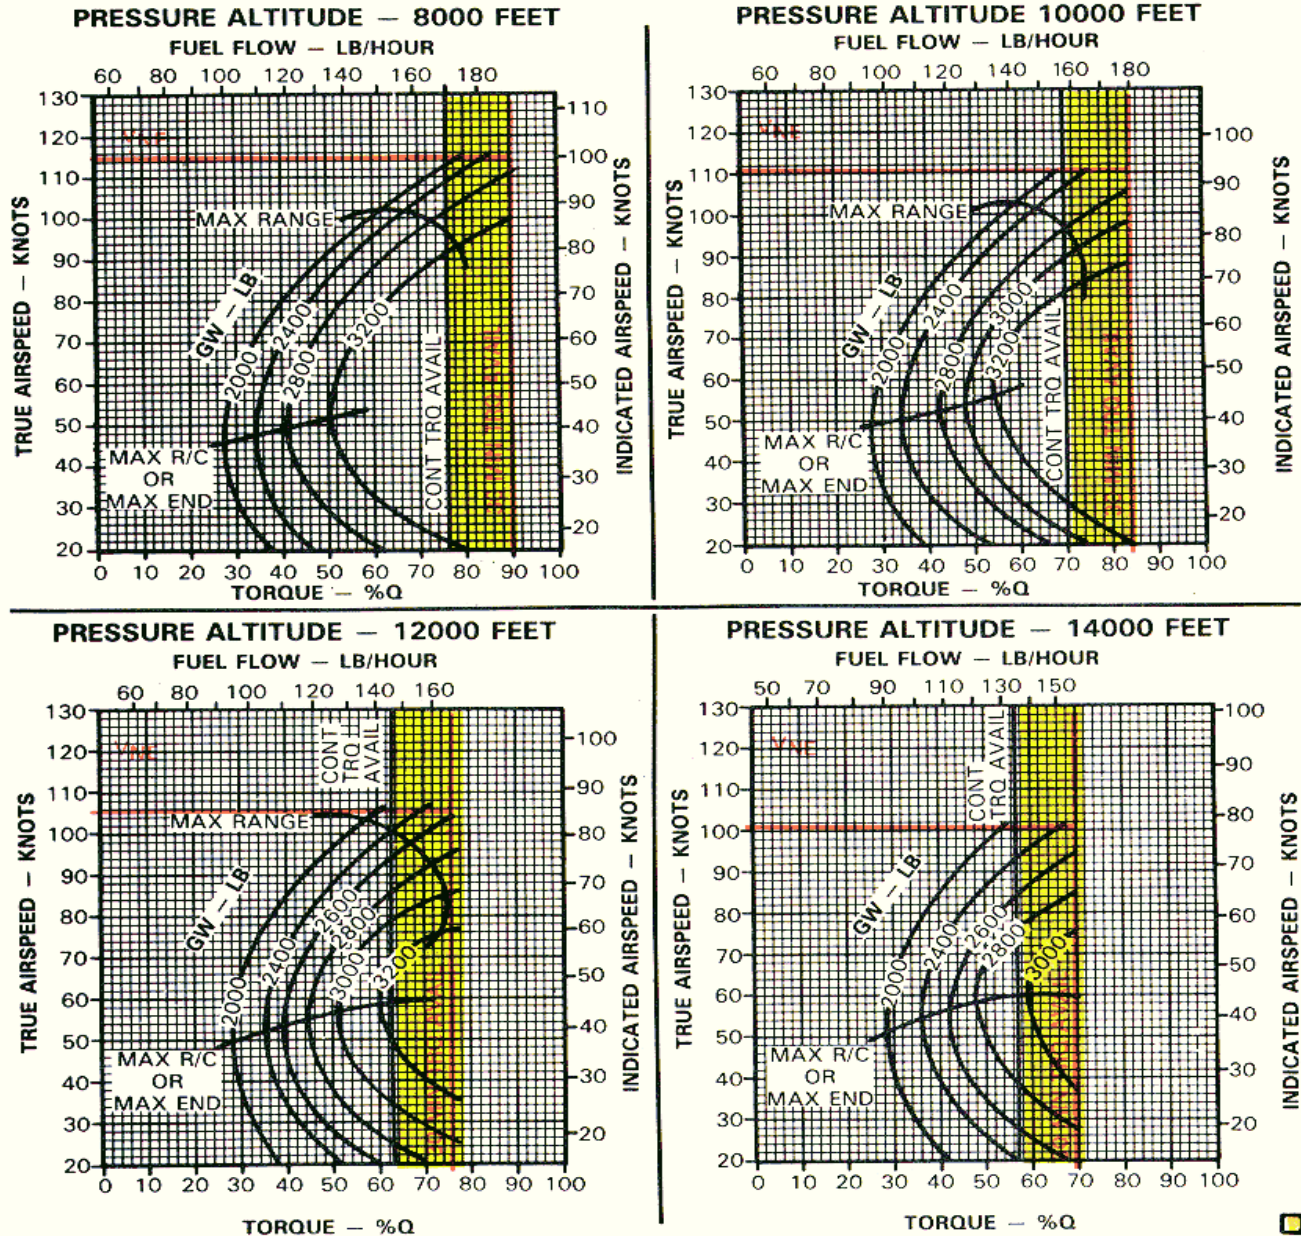 PRESSURE ALTITUDE — 8000 FEET
FUEL FLOW — LB/HOUR
60 80 100 120 140 160 180
130
120
110
100
90
80
70
60
50
40
30
20
110
100
90
80
70
60
50
40
30
20
TRUE AIRSPEED — KNOTS
INDICATED AIRSPEED — KNOTS
VNE
MAX RANGE
GW — LB
2000
2400
2800
3200
CONT TRQ AVAIL
30 MIN TRQ AVAIL
MAX R/C
OR
MAX END
0 10 20 30 40 50 60 70 80 90 100
TORQUE — %Q
PRESSURE ALTITUDE 10000 FEET
FUEL FLOW — LB/HOUR
60 80 100 120 140 160 180
130
120
110
100
90
80
70
60
50
40
30
20
100
90
80
70
60
50
40
30
20
TRUE AIRSPEED — KNOTS
INDICATED AIRSPEED — KNOTS
VNE
MAX RANGE
GW — LB
2000
2400
2800
3000
3200
CONT TRQ AVAIL
30 MIN TRQ AVAIL
MAX R/C
OR
MAX END
0 10 20 30 40 50 60 70 80 90 100
TORQUE — %Q
PRESSURE ALTITUDE — 12000 FEET
FUEL FLOW — LB/HOUR
60 80 100 120 140 160
130
120
110
100
90
80
70
60
50
40
30
20
100
90
80
70
60
50
40
30
20
TRUE AIRSPEED — KNOTS
INDICATED AIRSPEED — KNOTS
VNE
CONT
TRQ
AVAIL
MAX RANGE
GW — LB
2000
2400
2600
2800
3000
3200
MAX R/C
OR
MAX END
0 10 20 30 40 50 60 70 80 90 100
TORQUE — %Q
PRESSURE ALTITUDE — 14000 FEET
FUEL FLOW — LB/HOUR
50 70 90 110 130 150
130
120
110
100
90
80
70
60
50
40
30
20
100
90
80
70
60
50
40
30
20
TRUE AIRSPEED — KNOTS
INDICATED AIRSPEED — KNOTS
VNE
CONT
TRQ AVAIL
GW — LB
2000
2400
2600
2800
3000
MAX R/C
OR
MAX END
0 10 20 30 40 50 60 70 80 90 100
TORQUE — %Q